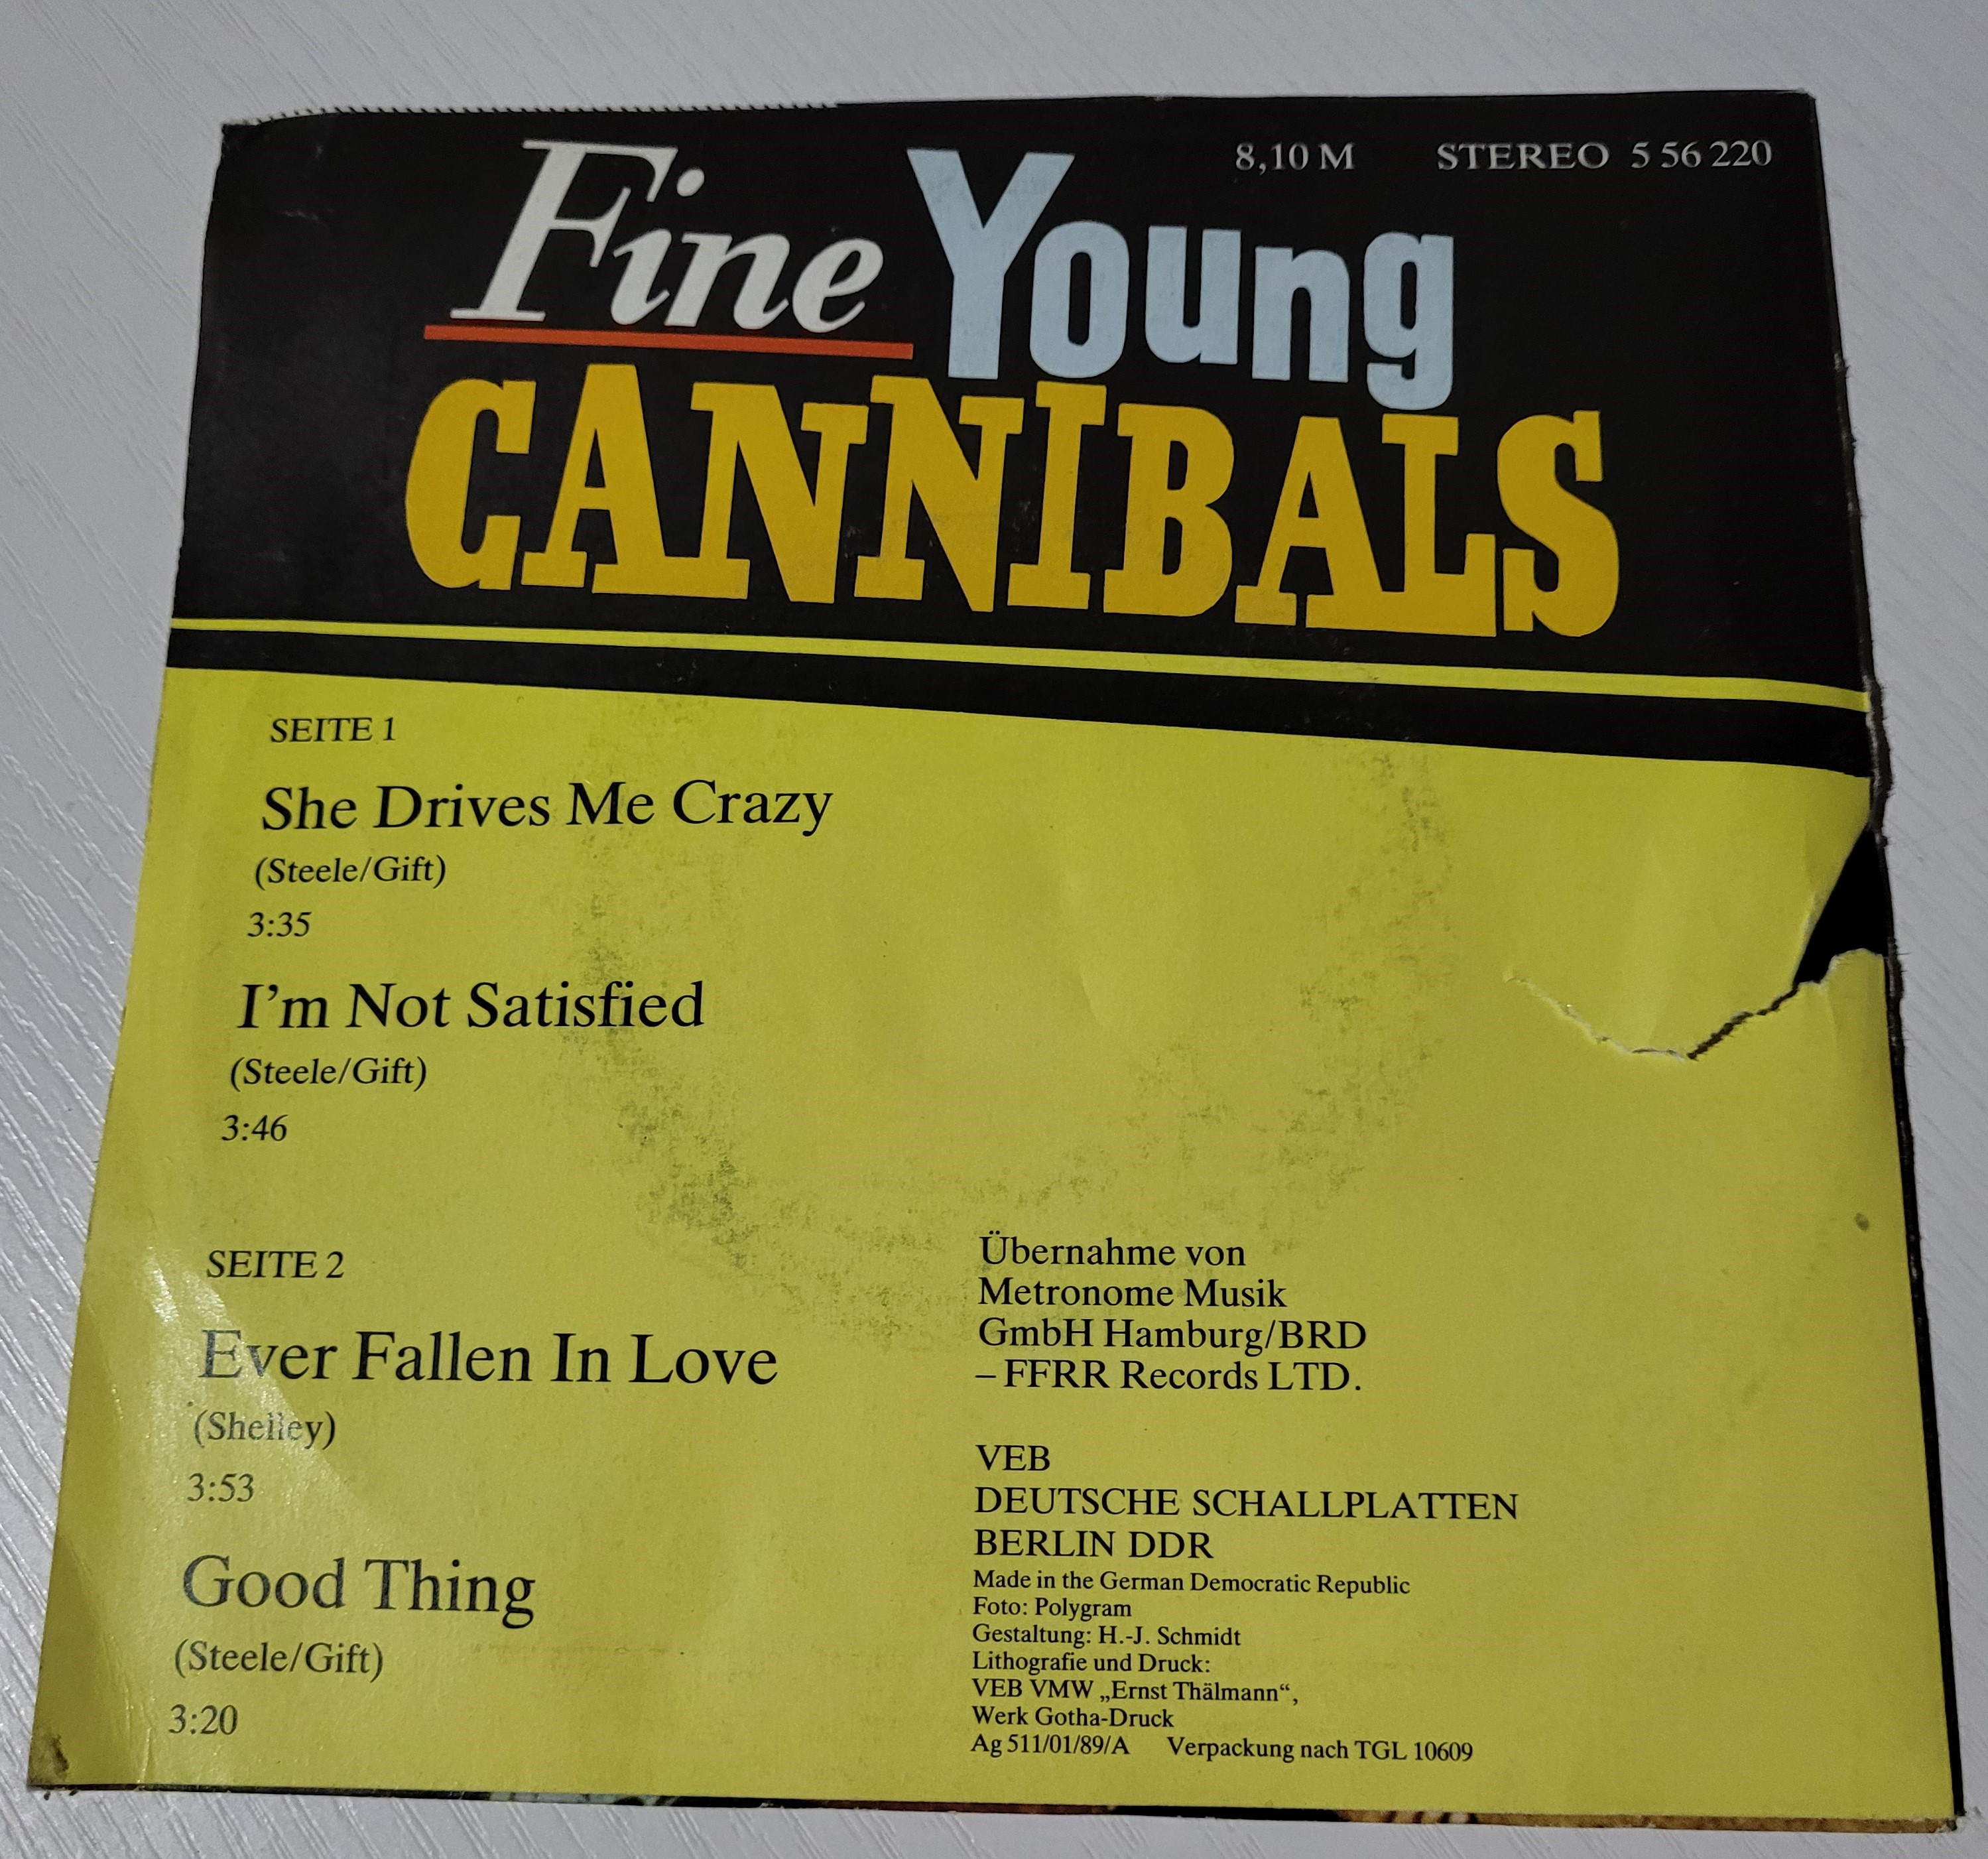 8,10 M STEREO 5 56 220
Fine Young
CANNIBALS
SEITE 1
She Drives Me Crazy
(Steele/Gift)
3:35
I'm Not Satisfied
(Steele/Gift)
3:46
SEITE 2
Ever Fallen In Love
(Shelley)
3:53
Good Thing
(Steele/Gift)
3:20
Übernahme von
Metronome Musik
GmbH Hamburg/BRD
– FFRR Records LTD.
VEB
DEUTSCHE SCHALLPLATTEN
BERLIN DDR
Made in the German Democratic Republic
Foto: Polygram
Gestaltung: H.-J. Schmidt
Lithografie und Druck:
VEB VMW „Ernst Thälmann“,
Werk Gotha-Druck
Ag 511/01/89/A Verpackung nach TGL 10609